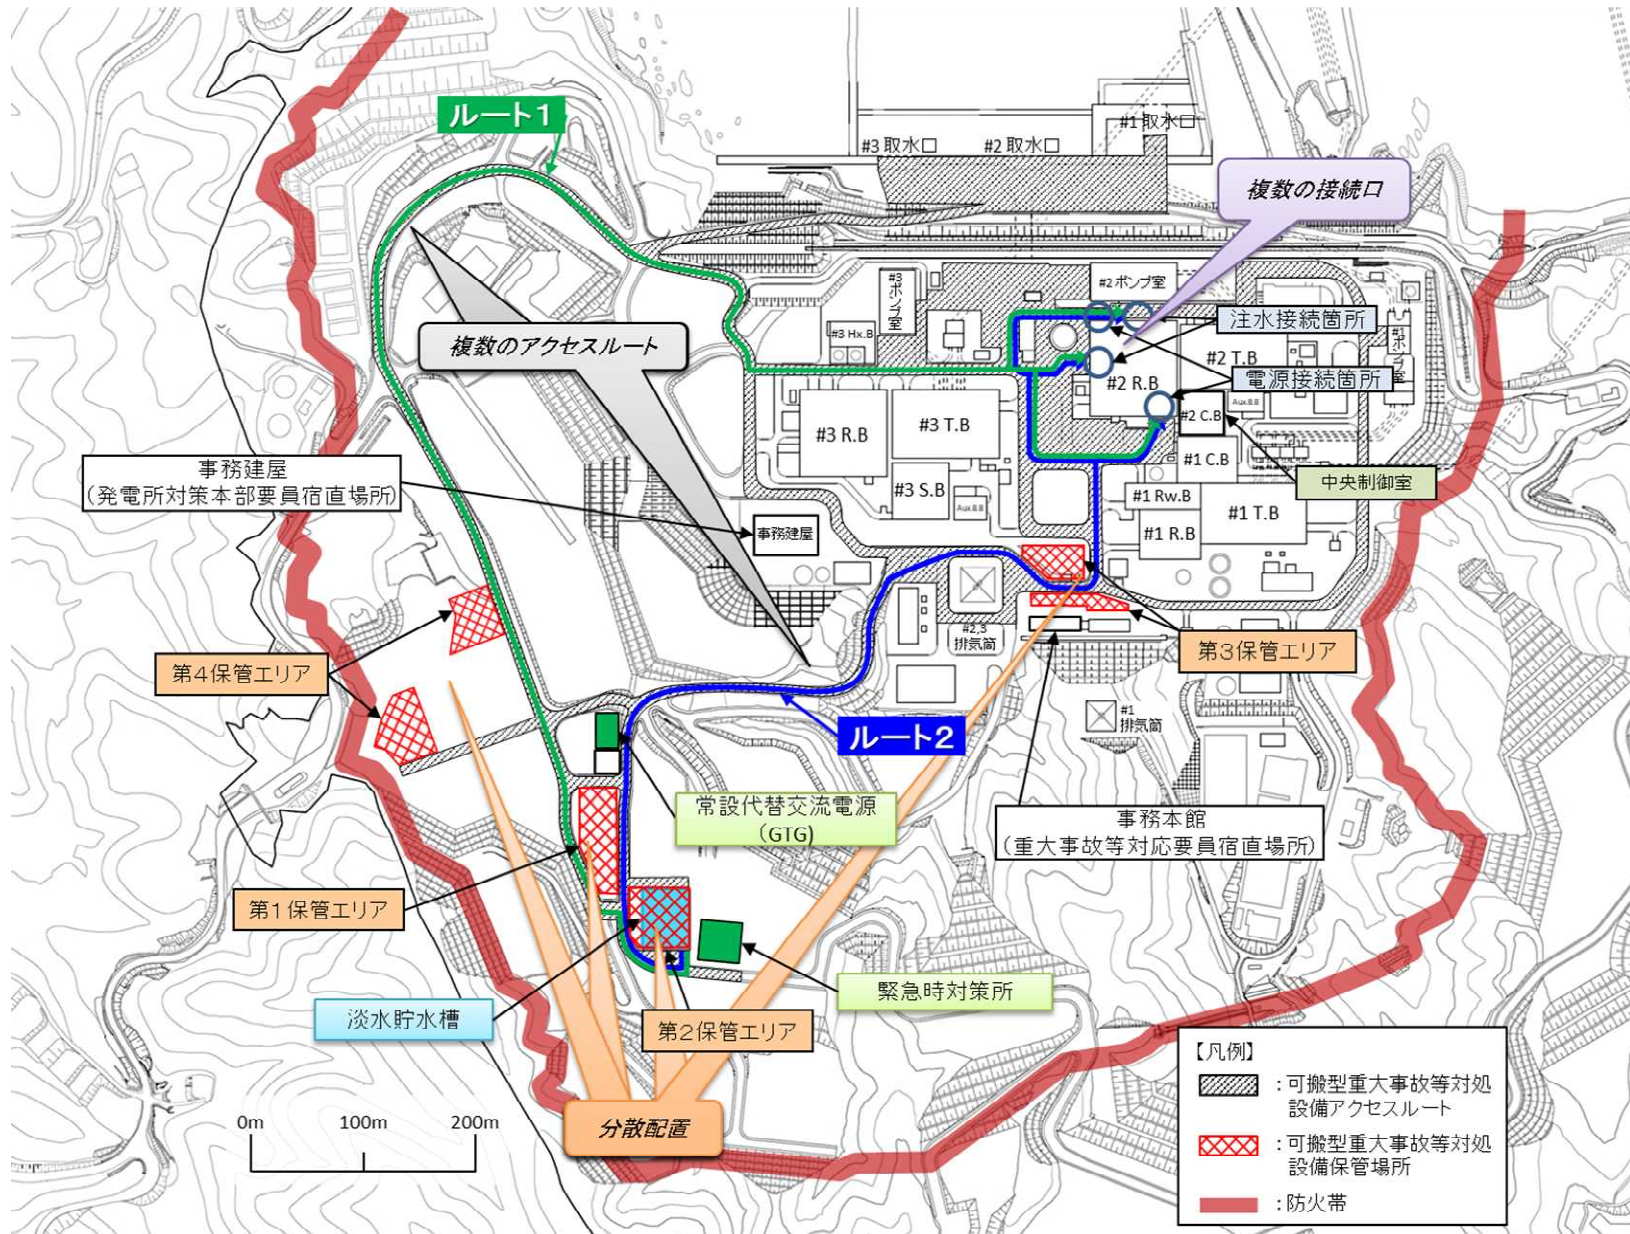 ルート1
#1 取水口
#3 取水口
#2 取水口
複数の接続口
#3ポンプ室
#2 ポンプ室
#3 Hx.B
注水接続箇所
#1ポンプ室
複数のアクセスルート
#2 T.B
#2 R.B
電源接続箇所
Aux.B.B
#2 C.B
#3 R.B
#3 T.B
#1 C.B
事務建屋
(発電所対策本部要員宿直場所)
中央制御室
#3 S.B
Aux.B.B
#1 Rw.B
#1 T.B
#1 R.B
事務建屋
#2,3
排気筒
第3保管エリア
第4保管エリア
#1
排気筒
ルート2
常設代替交流電源
(GTG)
事務本館
(重大事故等対応要員宿直場所)
第1保管エリア
緊急時対策所
淡水貯水槽
第2保管エリア
分散配置
0m
100m
200m
【凡例】
:可搬型重大事故等対処
設備アクセスルート
:可搬型重大事故等対処
設備保管場所
:防火帯